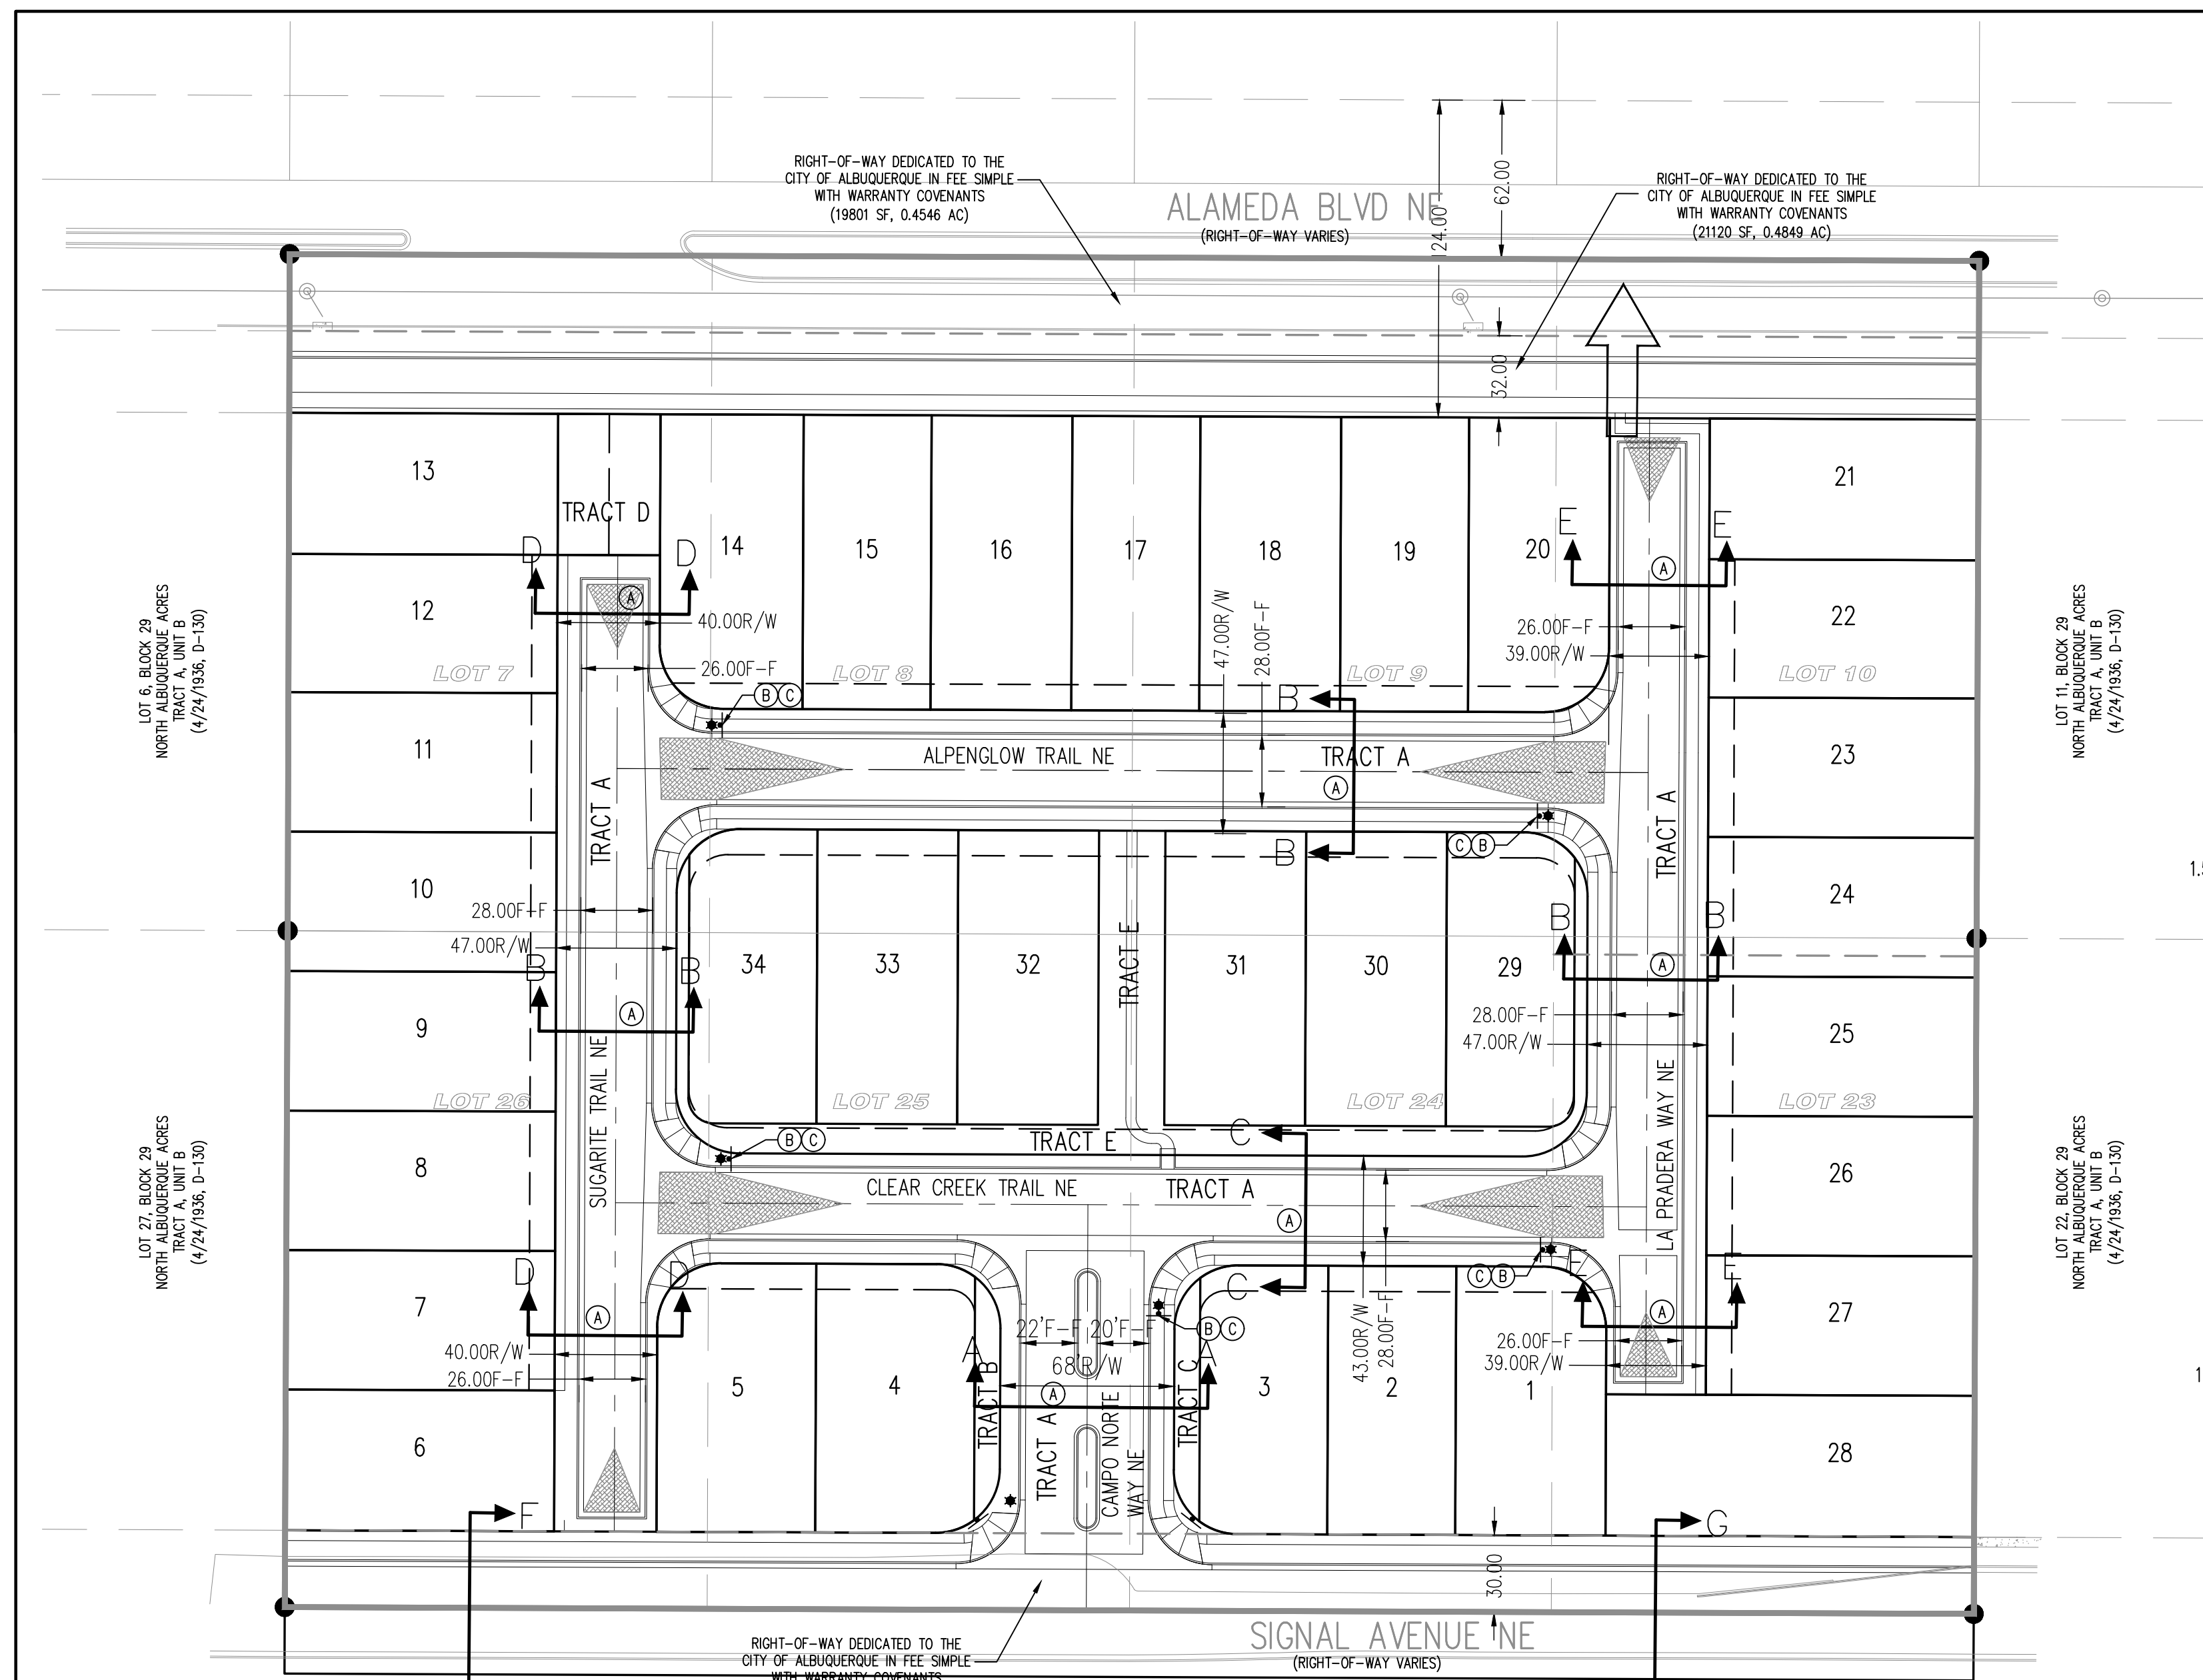 RIGHT-OF-WAY DEDICATED TO THE
CITY OF ALBUQUERQUE IN FEE SIMPLE
WITH WARRANTY COVENANTS
(19801 SF, 0.4546 AC)
ALAMEDA BLVD NE
(RIGHT-OF-WAY VARIES)
124.00
62.00
RIGHT-OF-WAY DEDICATED TO THE
CITY OF ALBUQUERQUE IN FEE SIMPLE
WITH WARRANTY COVENANTS
(21120 SF, 0.4849 AC)
32.00
13
TRACT D
14
15
16
17
18
19
20
21
D
D
E
E
A
A
12
40.00R/W
26.00F-F
LOT 7
LOT 8
LOT 9
LOT 10
47.00R/W
28.00F-F
26.00F-F
39.00R/W
22
LOT 6, BLOCK 29
NORTH ALBUQUERQUE ACRES
TRACT A, UNIT B
(4/24/1936, D-130)
LOT 11, BLOCK 29
NORTH ALBUQUERQUE ACRES
TRACT A, UNIT B
(4/24/1936, D-130)
B C
B
11
ALPENGLOW TRAIL NE
TRACT A
A
23
TRACT A
TRACT A
B
C B
10
28.00F-F
47.00R/W
24
1.5
B
B
B
B
34
33
32
TRACT E
31
30
29
A
A
9
28.00F-F
47.00R/W
25
SUGARITE TRAIL NE
LA PRADERA WAY NE
LOT 26
LOT 25
LOT 24
LOT 23
B C
TRACT E
C
8
26
LOT 27, BLOCK 29
NORTH ALBUQUERQUE ACRES
TRACT A, UNIT B
(4/24/1936, D-130)
LOT 22, BLOCK 29
NORTH ALBUQUERQUE ACRES
TRACT A, UNIT B
(4/24/1936, D-130)
CLEAR CREEK TRAIL NE
TRACT A
A
D
D
C
C B
E
E
7
A
22'F-F
20'F-F
B C
A
27
40.00R/W
26.00F-F
A
68'R/W
A
43.00R/W
28.00F-F
26.00F-F
39.00R/W
5
4
TRACT B
A
TRACT A
CAMPO NORTE
WAY NE
TRACT C
3
2
1
6
28
F
G
30.00
SIGNAL AVENUE NE
(RIGHT-OF-WAY VARIES)
RIGHT-OF-WAY DEDICATED TO THE
CITY OF ALBUQUERQUE IN FEE SIMPLE
WITH WARRANTY COVENANTS